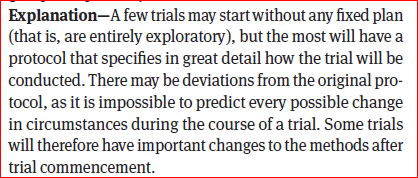 Explanation—A few trials may start without any fixed plan
(that is, are entirely exploratory), but the most will have a
protocol that specifies in great detail how the trial will be
conducted. There may be deviations from the original pro-
tocol, as it is impossible to predict every possible change
in circumstances during the course of a trial. Some trials
will therefore have important changes to the methods after
trial commencement.